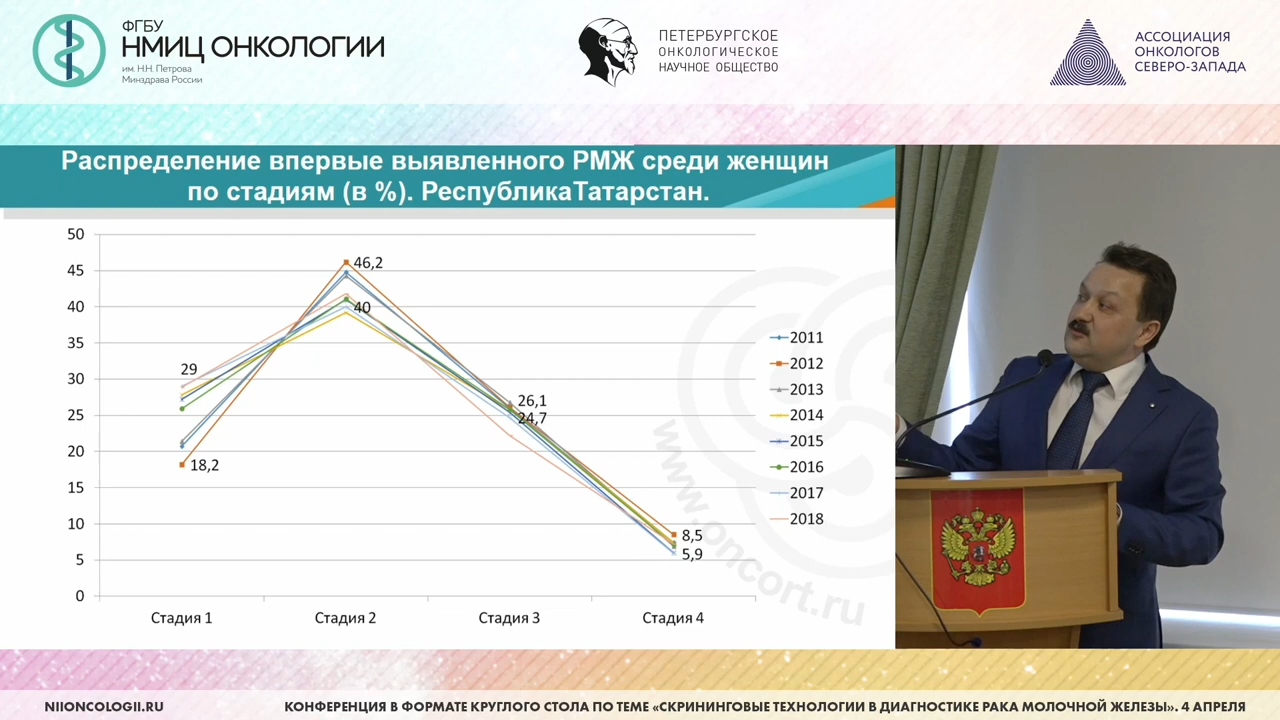 ФГБУ
НМИЦ ОНКОЛОГИИ
им. Н.Н. Петрова
Минздрава России
ПЕТЕРБУРГСКОЕ
ОНКОЛОГИЧЕСКОЕ
НАУЧНОЕ ОБЩЕСТВО
АССОЦИАЦИЯ
ОНКОЛОГОВ
СЕВЕРО-ЗАПАДА
Распределение впервые выявленного РМЖ среди женщин
по стадиям (в %). РеспубликаТатарстан.
50
45
40
35
30
25
20
15
10
5
0
46,2
40
29
18,2
26,1
24,7
8,5
5,9
Стадия 1
Стадия 2
Стадия 3
Стадия 4
2011
2012
2013
2014
2015
2016
2017
2018
www.oncort.ru
NIIONCOLOGII.RU
КОНФЕРЕНЦИЯ В ФОРМАТЕ КРУГЛОГО СТОЛА ПО ТЕМЕ «СКРИНИНГОВЫЕ ТЕХНОЛОГИИ В ДИАГНОСТИКЕ РАКА МОЛОЧНОЙ ЖЕЛЕЗЫ». 4 АПРЕЛЯ